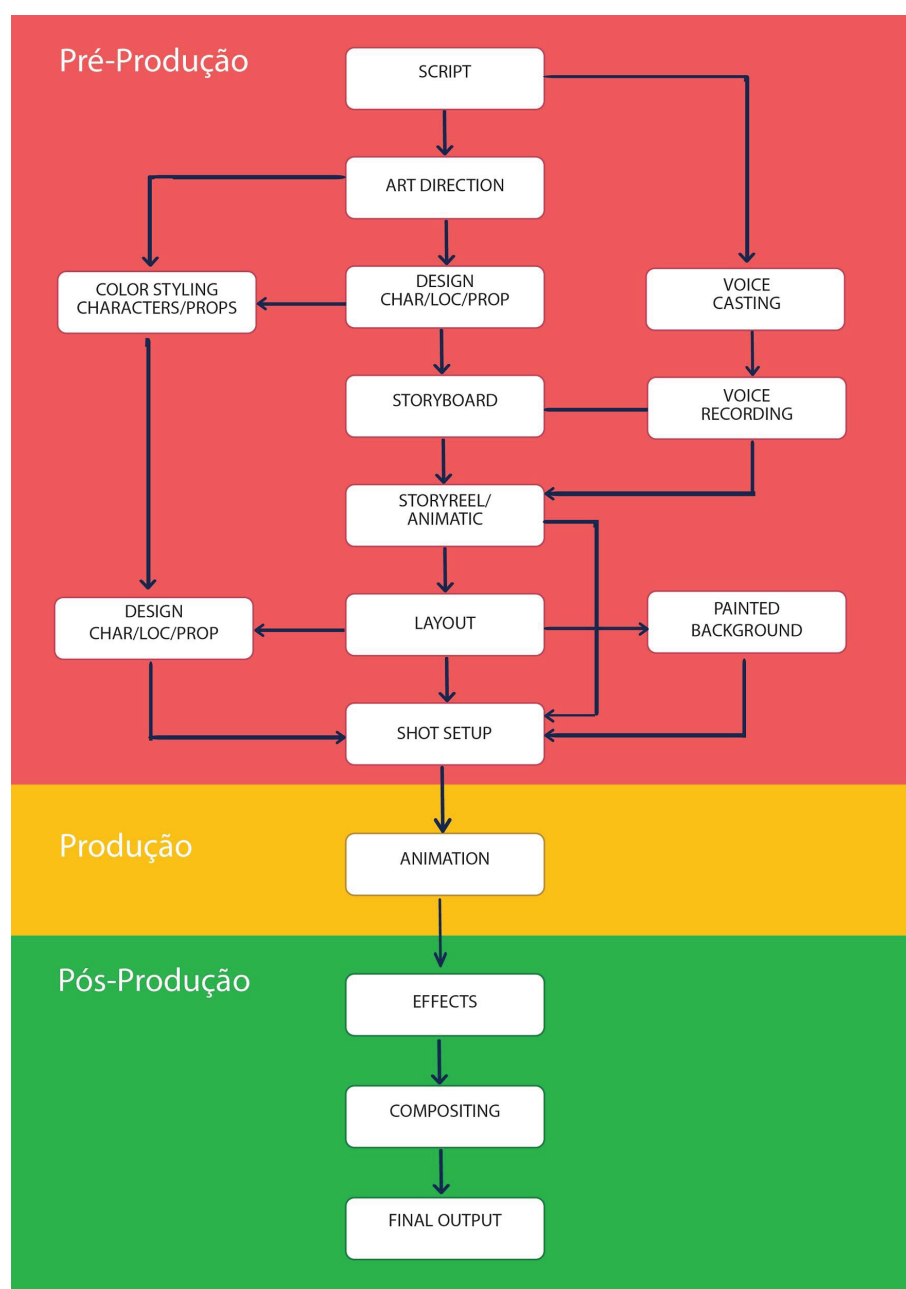 Pré-Produção
SCRIPT
ART DIRECTION
COLOR STYLING
CHARACTERS/PROPS
DESIGN
CHAR/LOC/PROP
VOICE
CASTING
STORYBOARD
VOICE
RECORDING
STORYREEL/
ANIMATIC
DESIGN
CHAR/LOC/PROP
LAYOUT
PAINTED
BACKGROUND
SHOT SETUP
Produção
ANIMATION
Pós-Produção
EFFECTS
COMPOSITING
FINAL OUTPUT